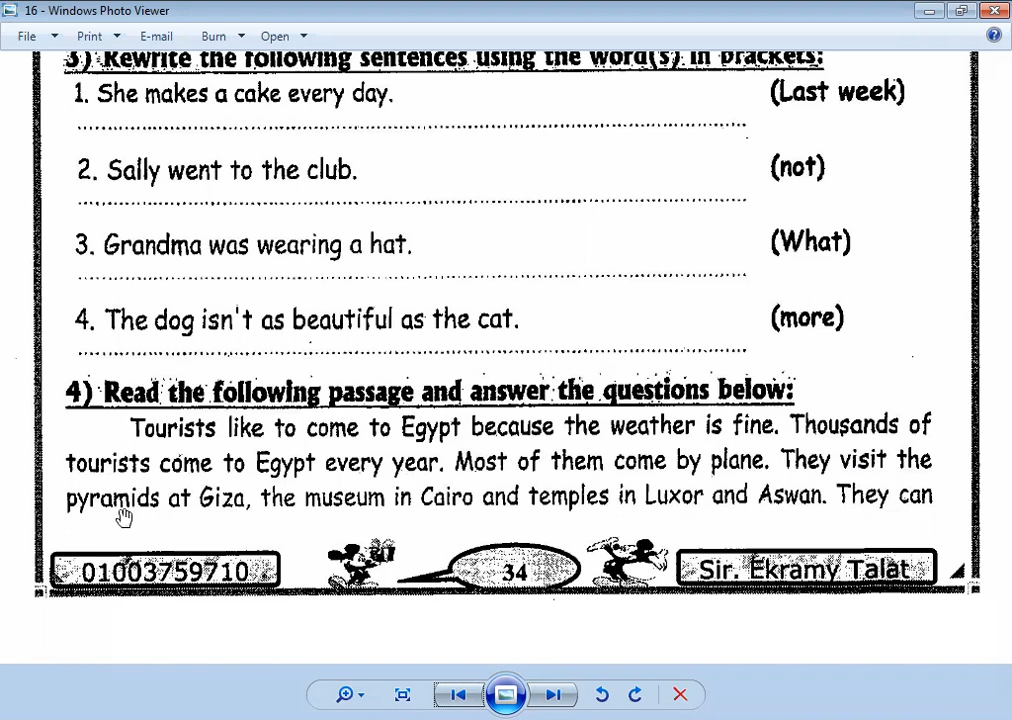 16 - Windows Photo Viewer
File Print E-mail Burn Open
3) Rewrite the following sentences using the word(s) in brackets:
1. She makes a cake every day. (Last week)
2. Sally went to the club. (not)
3. Grandma was wearing a hat. (What)
4. The dog isn't as beautiful as the cat. (more)
4) Read the following passage and answer the questions below:
Tourists like to come to Egypt because the weather is fine. Thousands of
tourists come to Egypt every year. Most of them come by plane. They visit the
pyramids at Giza, the museum in Cairo and temples in Luxor and Aswan. They can
01003759710 34 Sir. Ekramy Talat